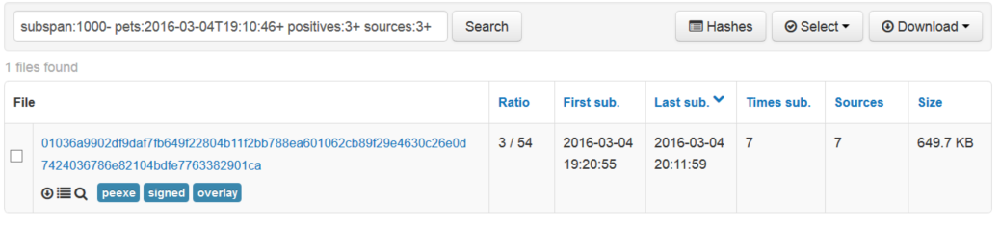 subspan:1000- pets:2016-03-04T19:10:46+ positives:3+ sources:3+ Search Hashes Select Download
1 files found
File Ratio First sub. Last sub. Times sub. Sources Size
01036a9902df9daf7fb649f22804b11f2bb788ea601062cb89f29e4630c26e0d 3 / 54 2016-03-04 2016-03-04 7 7 649.7 KB
7424036786e82104bdfe7763382901ca 19:20:55 20:11:59
peexe signed overlay